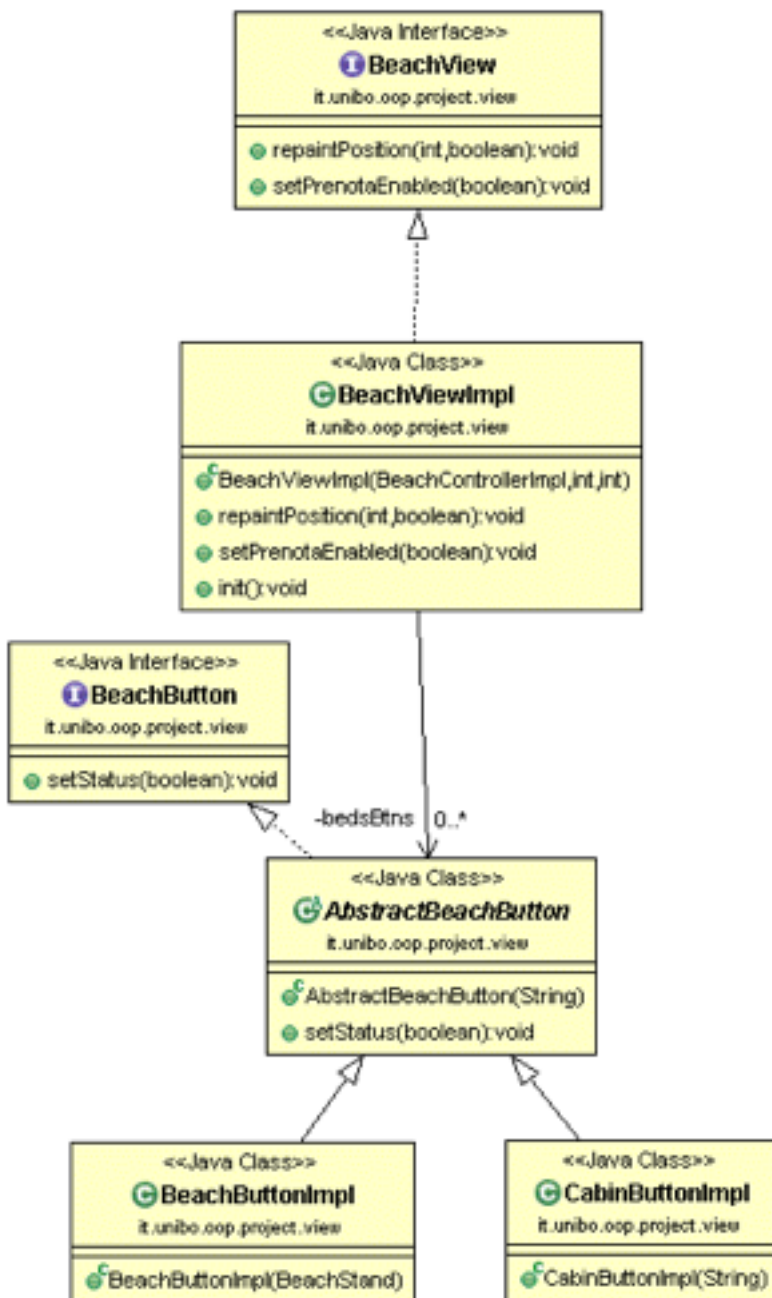 <<Java Interface>>
BeachView
it.unibo.oop.project.view
repaintPosition(int,boolean):void
setPrenotaEnabled(boolean):void
<<Java Class>>
BeachViewImpl
it.unibo.oop.project.view
BeachViewImpl(BeachControllerImpl,int,int)
repaintPosition(int,boolean):void
setPrenotaEnabled(boolean):void
init():void
<<Java Interface>>
BeachButton
it.unibo.oop.project.view
setStatus(boolean):void
-bedsBtns 0..*
<<Java Class>>
AbstractBeachButton
it.unibo.oop.project.view
AbstractBeachButton(String)
setStatus(boolean):void
<<Java Class>>
BeachButtonImpl
it.unibo.oop.project.view
BeachButtonImpl(BeachStand)
<<Java Class>>
CabinButtonImpl
it.unibo.oop.project.view
CabinButtonImpl(String)